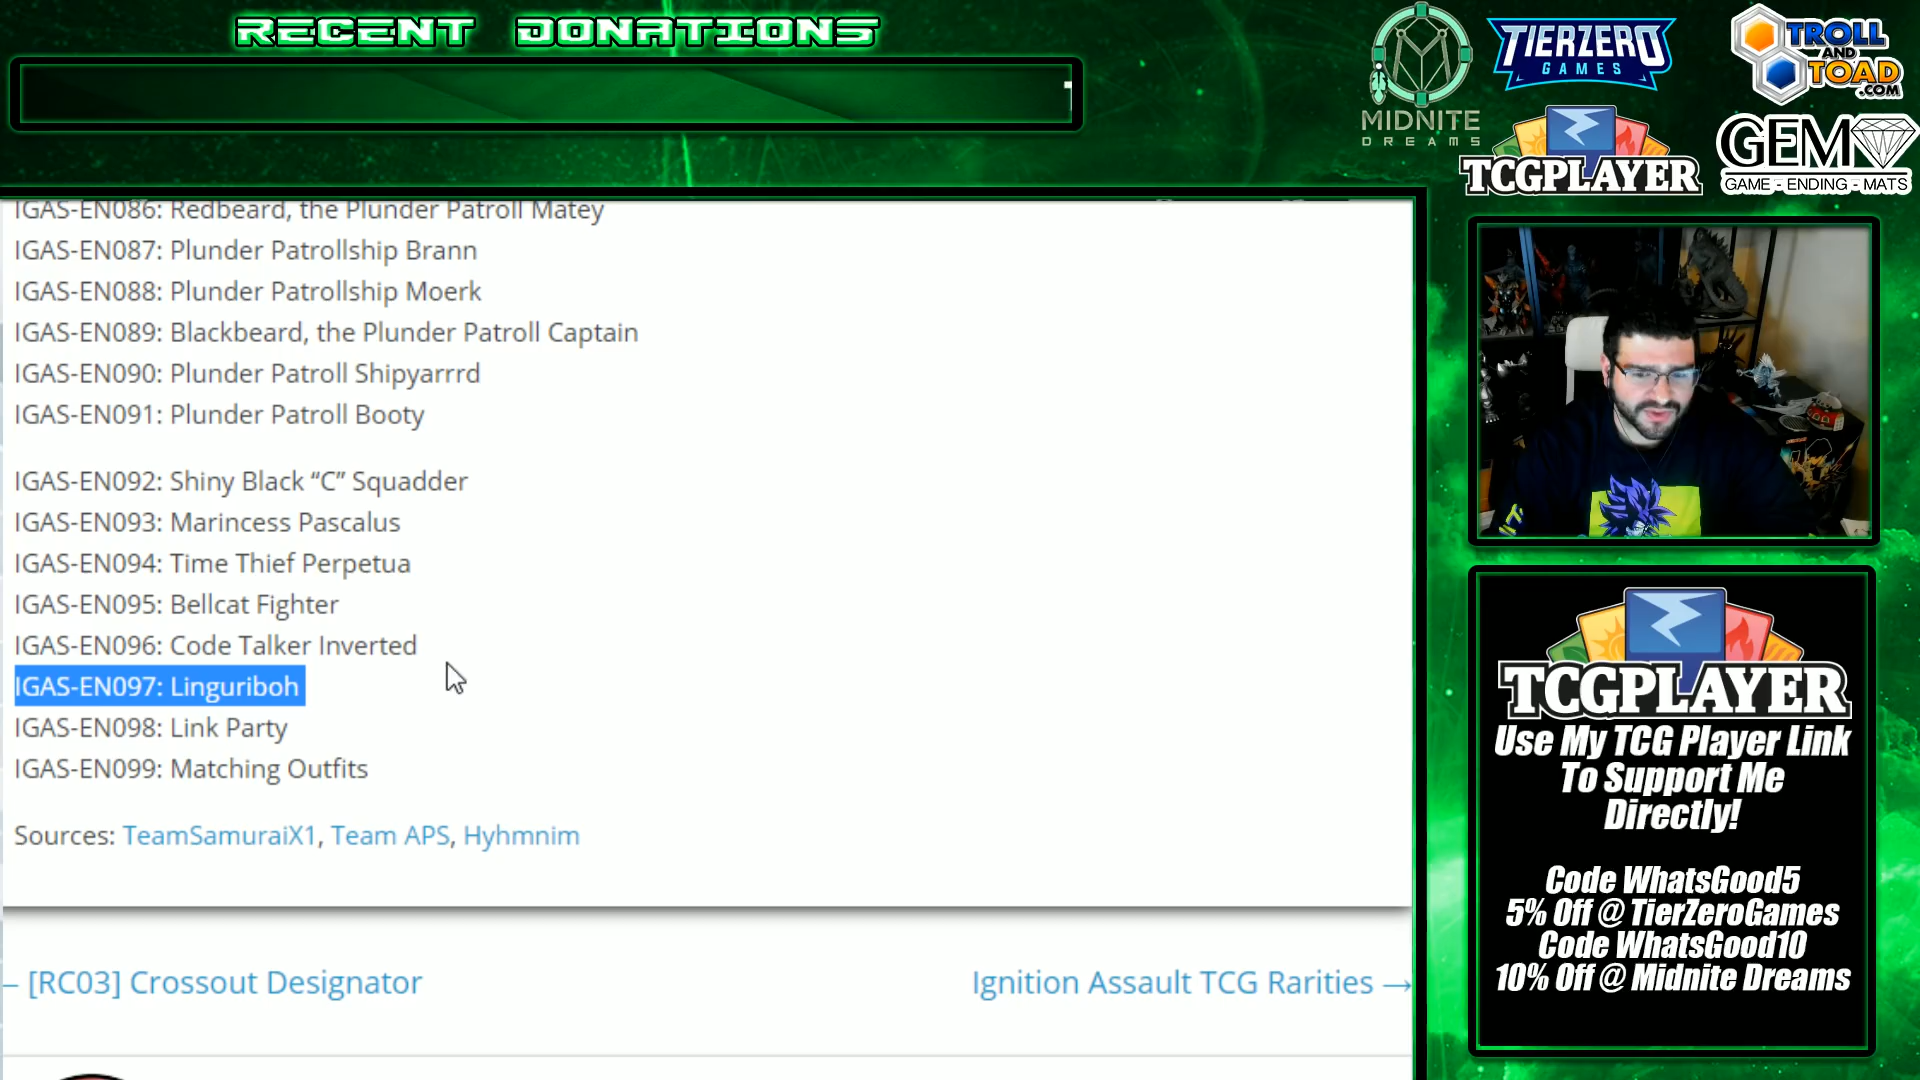 RECENT DONATIONS
MIDNITE
DREAMS
TIERZERO
GAMES
TROLL
AND
TOAD
.COM
TCGPLAYER
GEM
GAME - ENDING - MATS
IGAS-EN086: Redbeard, the Plunder Patroll Matey
IGAS-EN087: Plunder Patrollship Brann
IGAS-EN088: Plunder Patrollship Moerk
IGAS-EN089: Blackbeard, the Plunder Patroll Captain
IGAS-EN090: Plunder Patroll Shipyarrrd
IGAS-EN091: Plunder Patroll Booty
IGAS-EN092: Shiny Black “C” Squadder
IGAS-EN093: Marincess Pascalus
IGAS-EN094: Time Thief Perpetua
IGAS-EN095: Bellcat Fighter
IGAS-EN096: Code Talker Inverted
IGAS-EN097: Linguriboh
IGAS-EN098: Link Party
IGAS-EN099: Matching Outfits
Sources: TeamSamuraiX1, Team APS, Hyhmnim
– [RC03] Crossout Designator
Ignition Assault TCG Rarities →
TCGPLAYER
Use My TCG Player Link
To Support Me
Directly!
Code WhatsGood5
5% Off @ TierZeroGames
Code WhatsGood10
10% Off @ Midnite Dreams